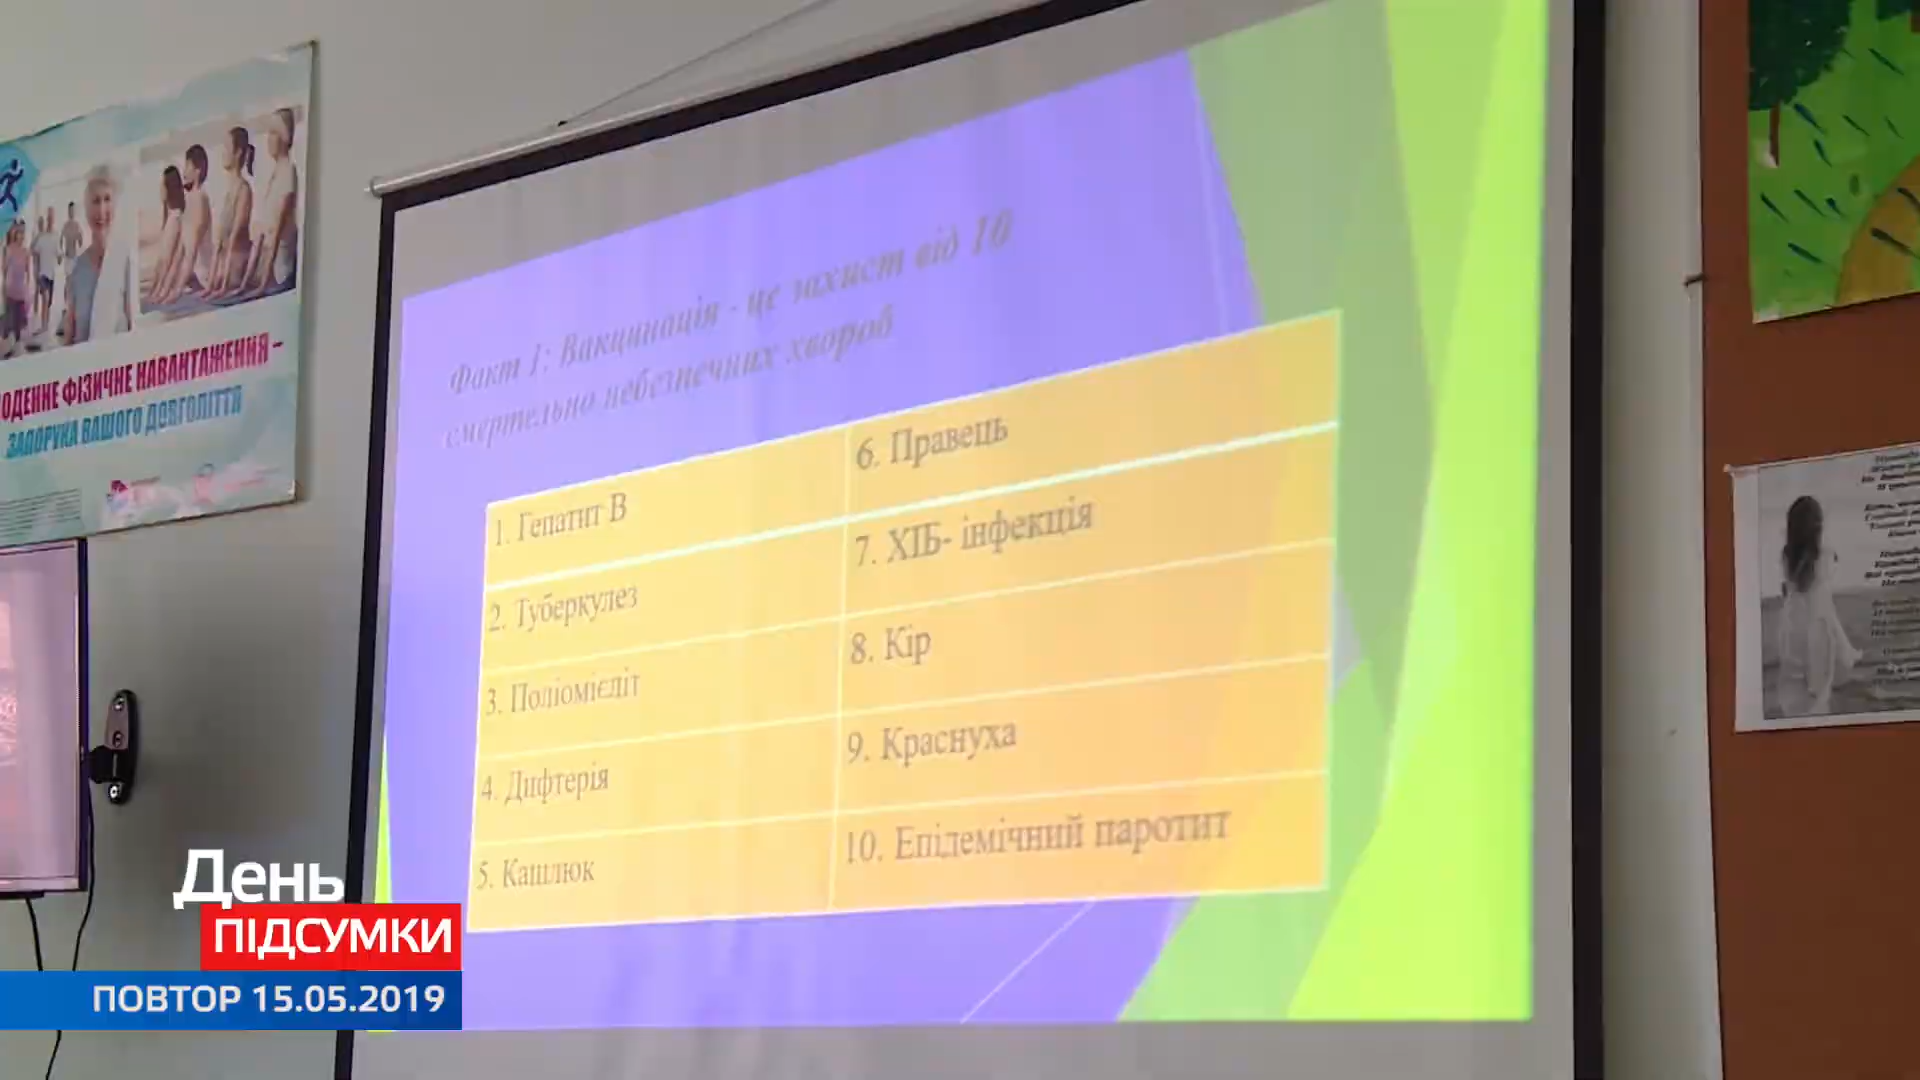 ОДЕННЕ ФІЗИЧНЕ НАВАНТАЖЕННЯ –
ЗАПОРУКА ВАШОГО ДОВГОЛІТТЯ
Факт 1: Вакцинація - це захист від 10
смертельно небезпечних хвороб
1. Гепатит В
2. Туберкулез
3. Поліомієліт
4. Дифтерія
5. Кашлюк
6. Правець
7. ХІБ- інфекція
8. Кір
9. Краснуха
10. Епідемічний паротит
День
ПІДСУМКИ
ПОВТОР 15.05.2019